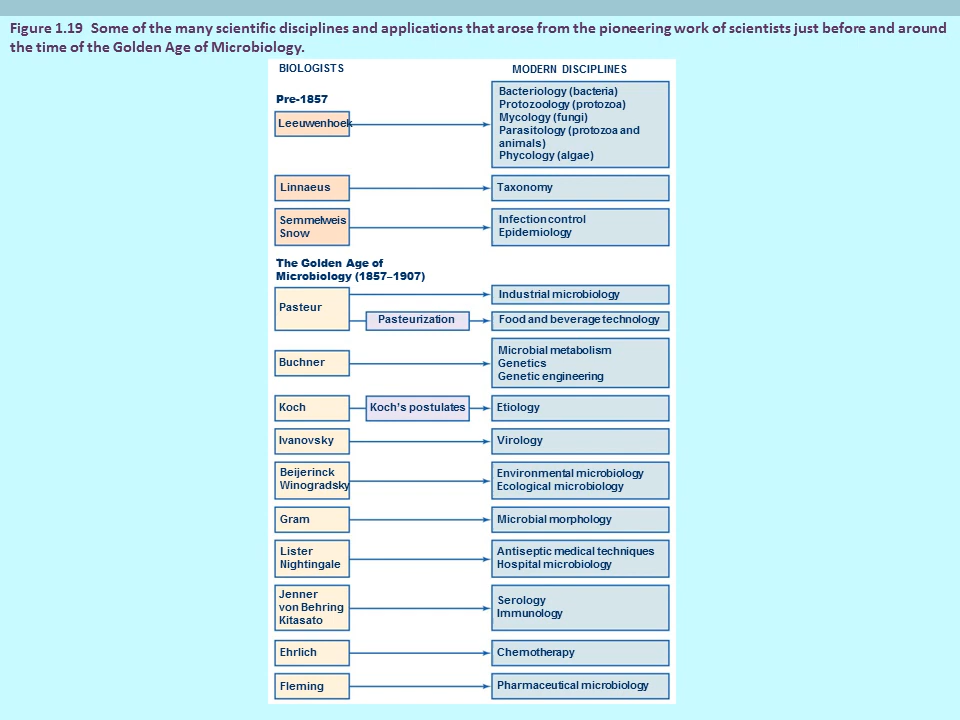 Figure 1.19 Some of the many scientific disciplines and applications that arose from the pioneering work of scientists just before and around
the time of the Golden Age of Microbiology.
BIOLOGISTS
MODERN DISCIPLINES
Pre-1857
Leeuwenhoek
Bacteriology (bacteria)
Protozoology (protozoa)
Mycology (fungi)
Parasitology (protozoa and
animals)
Phycology (algae)
Linnaeus
Taxonomy
Semmelweis
Snow
Infection control
Epidemiology
The Golden Age of
Microbiology (1857–1907)
Pasteur
Industrial microbiology
Pasteurization
Food and beverage technology
Buchner
Microbial metabolism
Genetics
Genetic engineering
Koch
Koch's postulates
Etiology
Ivanovsky
Virology
Beijerinck
Winogradsky
Environmental microbiology
Ecological microbiology
Gram
Microbial morphology
Lister
Nightingale
Antiseptic medical techniques
Hospital microbiology
Jenner
von Behring
Kitasato
Serology
Immunology
Ehrlich
Chemotherapy
Fleming
Pharmaceutical microbiology